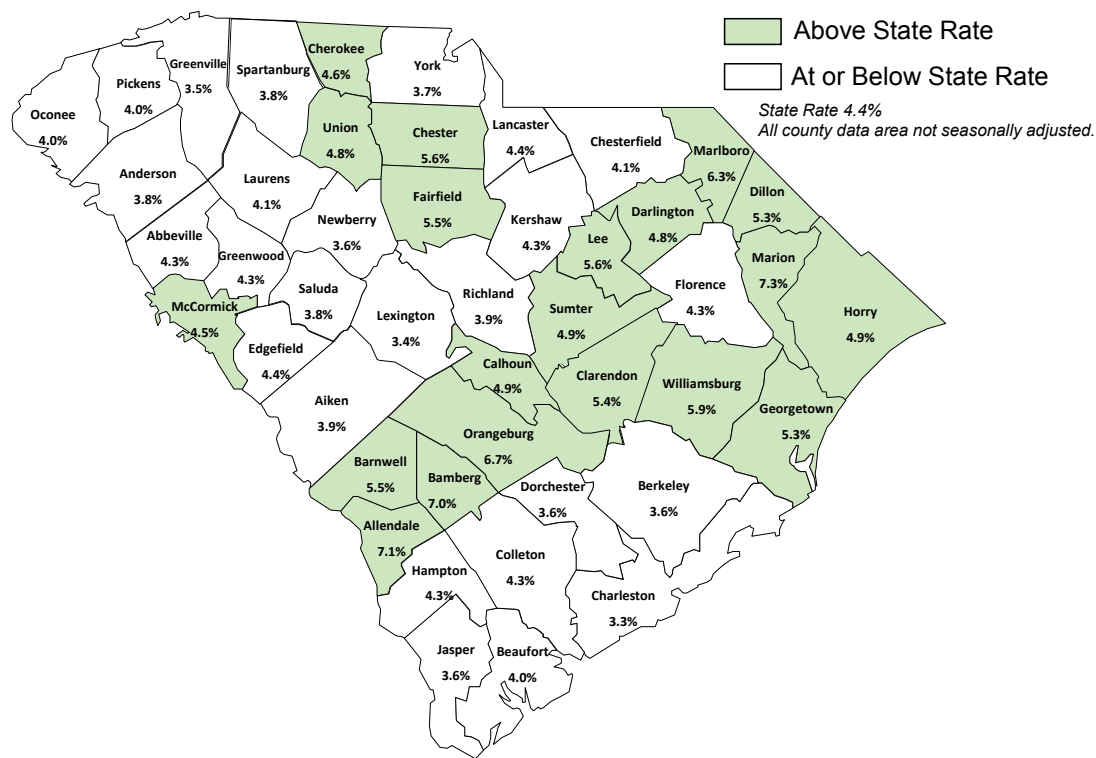 Above State Rate
At or Below State Rate
State Rate 4.4%
All county data area not seasonally adjusted.
Cherokee
4.6%
York
3.7%
Greenville
3.5%
Spartanburg
3.8%
Pickens
4.0%
Oconee
4.0%
Union
4.8%
Chester
5.6%
Lancaster
4.4%
Chesterfield
4.1%
Marlboro
6.3%
Dillon
5.3%
Anderson
3.8%
Laurens
4.1%
Fairfield
5.5%
Newberry
3.6%
Kershaw
4.3%
Darlington
4.8%
Lee
5.6%
Marion
7.3%
Abbeville
4.3%
Greenwood
4.3%
Saluda
3.8%
McCormick
4.5%
Lexington
3.4%
Richland
3.9%
Sumter
4.9%
Florence
4.3%
Horry
4.9%
Edgefield
4.4%
Calhoun
4.9%
Clarendon
5.4%
Williamsburg
5.9%
Georgetown
5.3%
Aiken
3.9%
Orangeburg
6.7%
Barnwell
5.5%
Bamberg
7.0%
Dorchester
3.6%
Berkeley
3.6%
Allendale
7.1%
Hampton
4.3%
Colleton
4.3%
Charleston
3.3%
Jasper
3.6%
Beaufort
4.0%